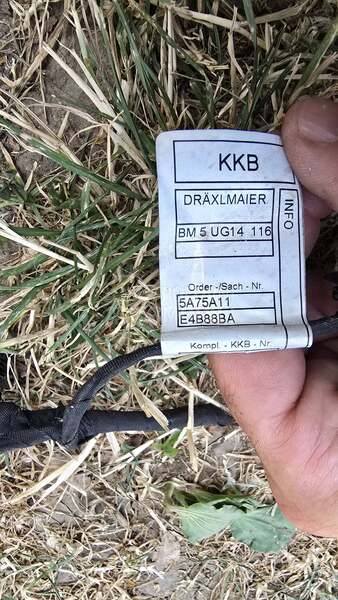 KKB
DRÄXLMAIER
INFO
BM 5 UG14 116
Order -/Sach - Nr.
5A75A11
E4B88BA
Kompl. - KKB - Nr.